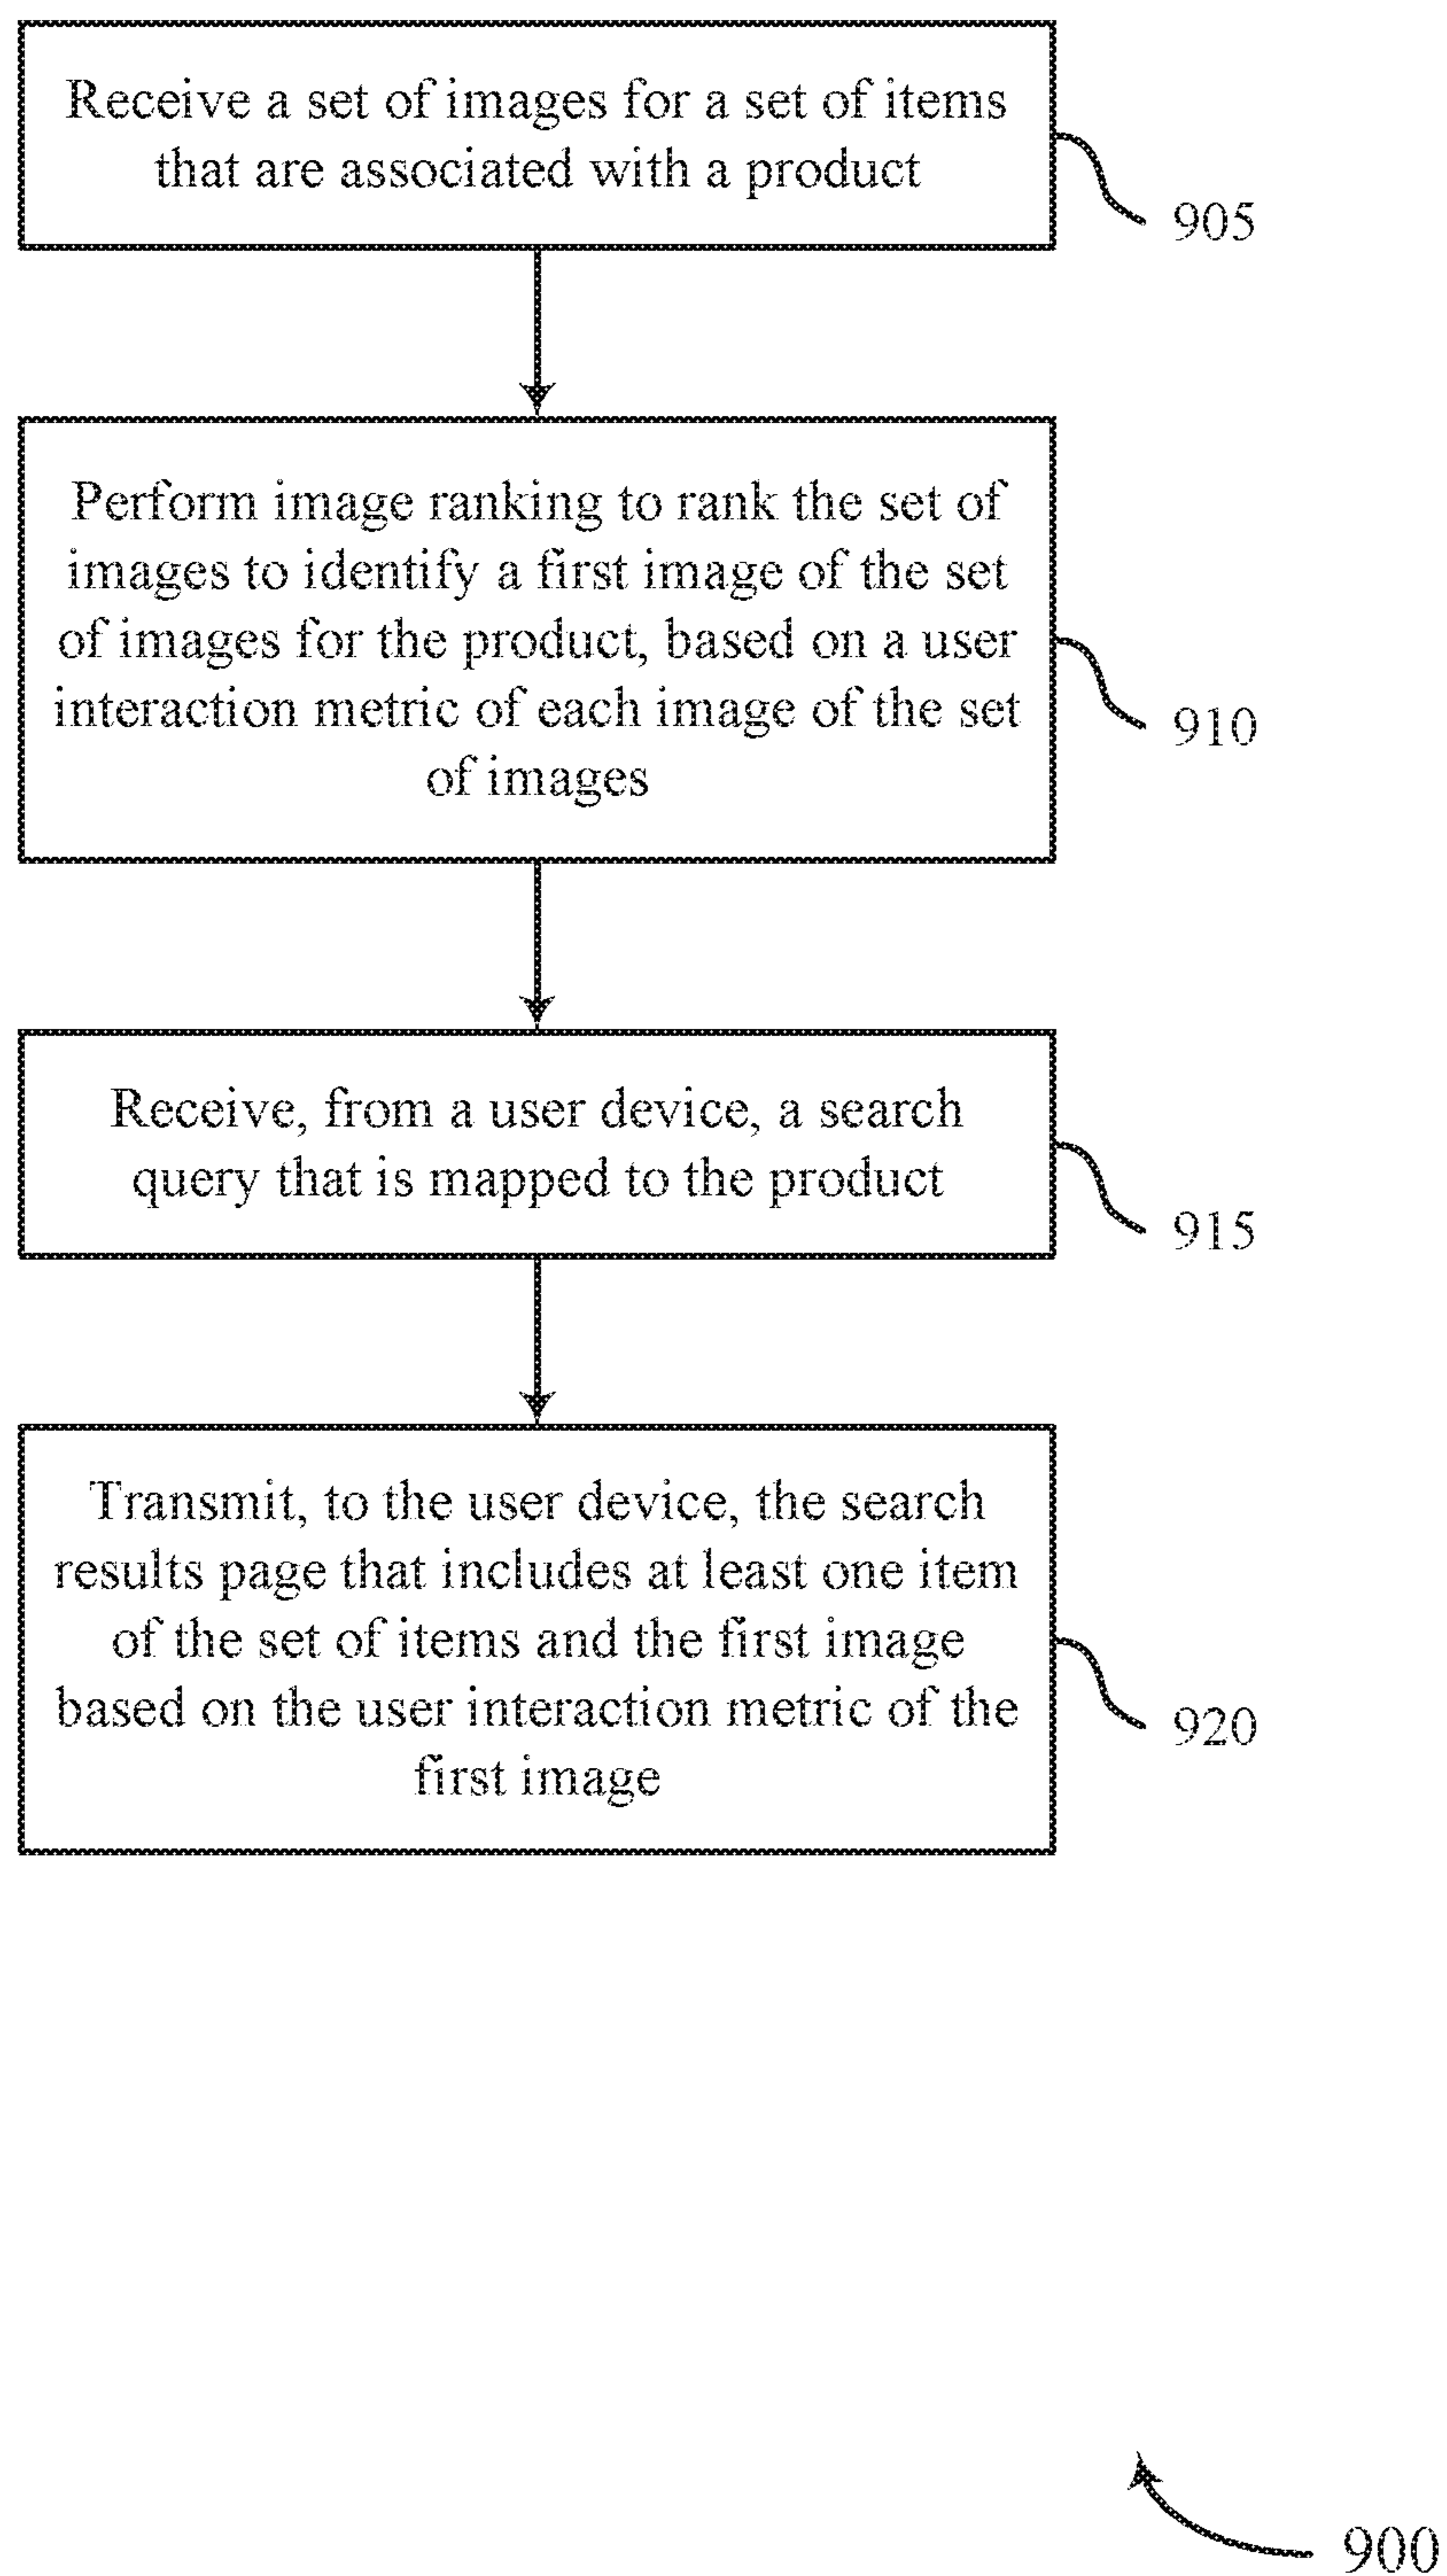 Receive a set of images for a set of items
that are associated with a product
905
Perform image ranking to rank the set of
images to identify a first image of the set
of images for the product, based on a user
interaction metric of each image of the set
of images
910
Receive, from a user device, a search
query that is mapped to the product
915
Transmit, to the user device, the search
results page that includes at least one item
of the set of items and the first image
based on the user interaction metric of the
first image
920
900